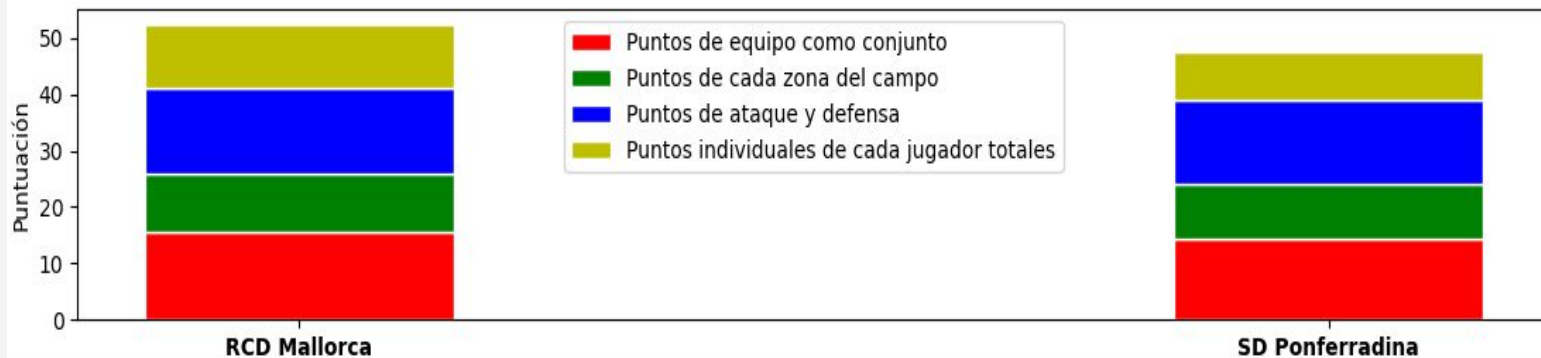 Puntuación
50
40
30
20
10
0
Puntos de equipo como conjunto
Puntos de cada zona del campo
Puntos de ataque y defensa
Puntos individuales de cada jugador totales
RCD Mallorca
SD Ponferradina